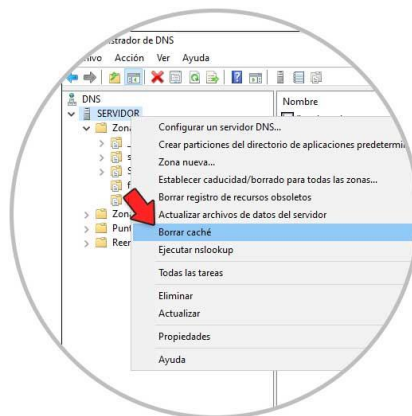 strador de DNS
ivo Acción Ver Ayuda
DNS
SERVIDOR
Zona
Zon
Punt
Reer
Nombre
Configurar un servidor DNS...
Crear particiones del directorio de aplicaciones predetermi
Zona nueva...
Establecer caducidad/borrado para todas las zonas...
Borrar registro de recursos obsoletos
Actualizar archivos de datos del servidor
Borrar caché
Ejecutar nslookup
Todas las tareas
Eliminar
Actualizar
Propiedades
Ayuda